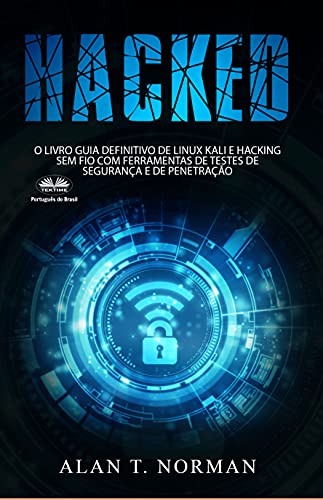 HACKED
O LIVRO GUIA DEFINITIVO DE LINUX KALI E HACKING
SEM FIO COM FERRAMENTAS DE TESTES DE
SEGURANÇA E DE PENETRAÇÃO
TEKTIME
Português do Brasil
ALAN T. NORMAN